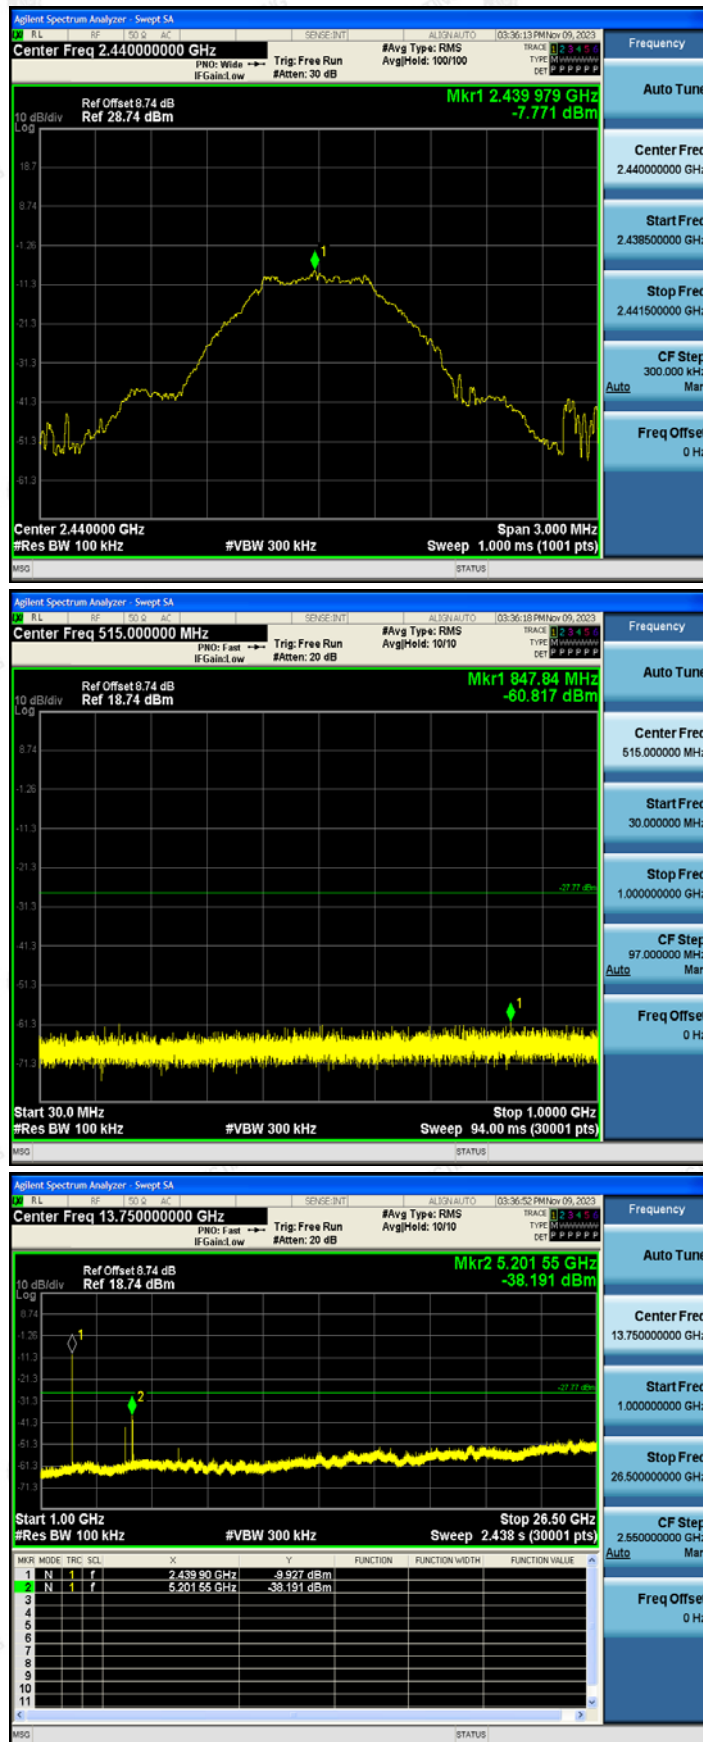 Agilent Spectrum Analyzer - Swept SA
RL RF 50 Ω AC SENSE:INT ALIGNAUTO 03:36:13 PM Nov 09, 2023
Center Freq 2.440000000 GHz
PNO: Wide
IFGain:Low
Trig: Free Run
#Atten: 30 dB
#Avg Type: RMS
Avg|Hold: 100/100
TRACE 1 2 3 4 5 6
TYPE M
DET P P P P P P
Frequency
Ref Offset 8.74 dB
10 dB/div Ref 28.74 dBm
Log
Mkr1 2.439 979 GHz
-7.771 dBm
18.7
8.74
-1.26
-11.3
-21.3
-31.3
-41.3
-51.3
-61.3
1
Center 2.440000 GHz Span 3.000 MHz
#Res BW 100 kHz #VBW 300 kHz Sweep 1.000 ms (1001 pts)
MSG STATUS
Auto Tune
Center Freq
2.440000000 GHz
Start Freq
2.438500000 GHz
Stop Freq
2.441500000 GHz
CF Step
300.000 kHz
Auto Man
Freq Offset
0 Hz
Agilent Spectrum Analyzer - Swept SA
RL RF 50 Ω AC SENSE:INT ALIGNAUTO 03:36:18 PM Nov 09, 2023
Center Freq 515.000000 MHz
PNO: Fast
IFGain:Low
Trig: Free Run
#Atten: 20 dB
#Avg Type: RMS
Avg|Hold: 10/10
TRACE 1 2 3 4 5 6
TYPE M
DET P P P P P P
Frequency
Ref Offset 8.74 dB
10 dB/div Ref 18.74 dBm
Log
Mkr1 847.84 MHz
-60.817 dBm
8.74
-1.26
-11.3
-21.3
-31.3
-41.3
-51.3
-61.3
-71.3
-27.77 dBm
1
Start 30.0 MHz Stop 1.0000 GHz
#Res BW 100 kHz #VBW 300 kHz Sweep 94.00 ms (30001 pts)
MSG STATUS
Auto Tune
Center Freq
515.000000 MHz
Start Freq
30.000000 MHz
Stop Freq
1.000000000 GHz
CF Step
97.000000 MHz
Auto Man
Freq Offset
0 Hz
Agilent Spectrum Analyzer - Swept SA
RL RF 50 Ω AC SENSE:INT ALIGNAUTO 03:36:52 PM Nov 09, 2023
Center Freq 13.750000000 GHz
PNO: Fast
IFGain:Low
Trig: Free Run
#Atten: 20 dB
#Avg Type: RMS
Avg|Hold: 10/10
TRACE 1 2 3 4 5 6
TYPE M
DET P P P P P P
Frequency
Ref Offset 8.74 dB
10 dB/div Ref 18.74 dBm
Log
Mkr2 5.201 55 GHz
-38.191 dBm
8.74
-1.26
-11.3
-21.3
-31.3
-41.3
-51.3
-61.3
-71.3
-27.77 dBm
1
2
Start 1.00 GHz Stop 26.50 GHz
#Res BW 100 kHz #VBW 300 kHz Sweep 2.438 s (30001 pts)
MKR MODE TRC SCL X Y FUNCTION FUNCTION WIDTH FUNCTION VALUE
1 N 1 f 2.439 90 GHz -9.927 dBm
2 N 1 f 5.201 55 GHz -38.191 dBm
3
4
5
6
7
8
9
10
11
MSG STATUS
Auto Tune
Center Freq
13.750000000 GHz
Start Freq
1.000000000 GHz
Stop Freq
26.500000000 GHz
CF Step
2.550000000 GHz
Auto Man
Freq Offset
0 Hz